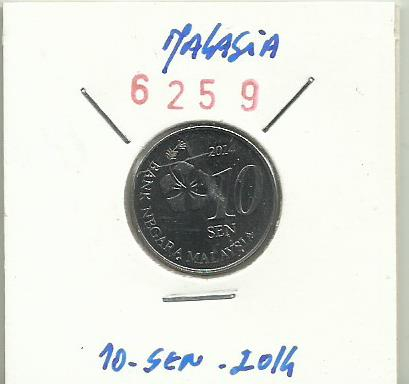 MALASIA
6259
2014
10
SEN
BANK NEGARA MALAYSIA
10-SEN-2014